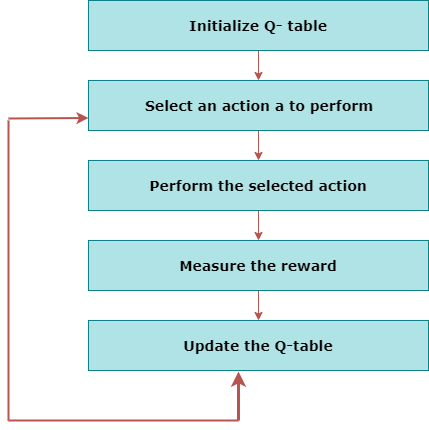 Initialize Q- table
Select an action a to perform
Perform the selected action
Measure the reward
Update the Q-table